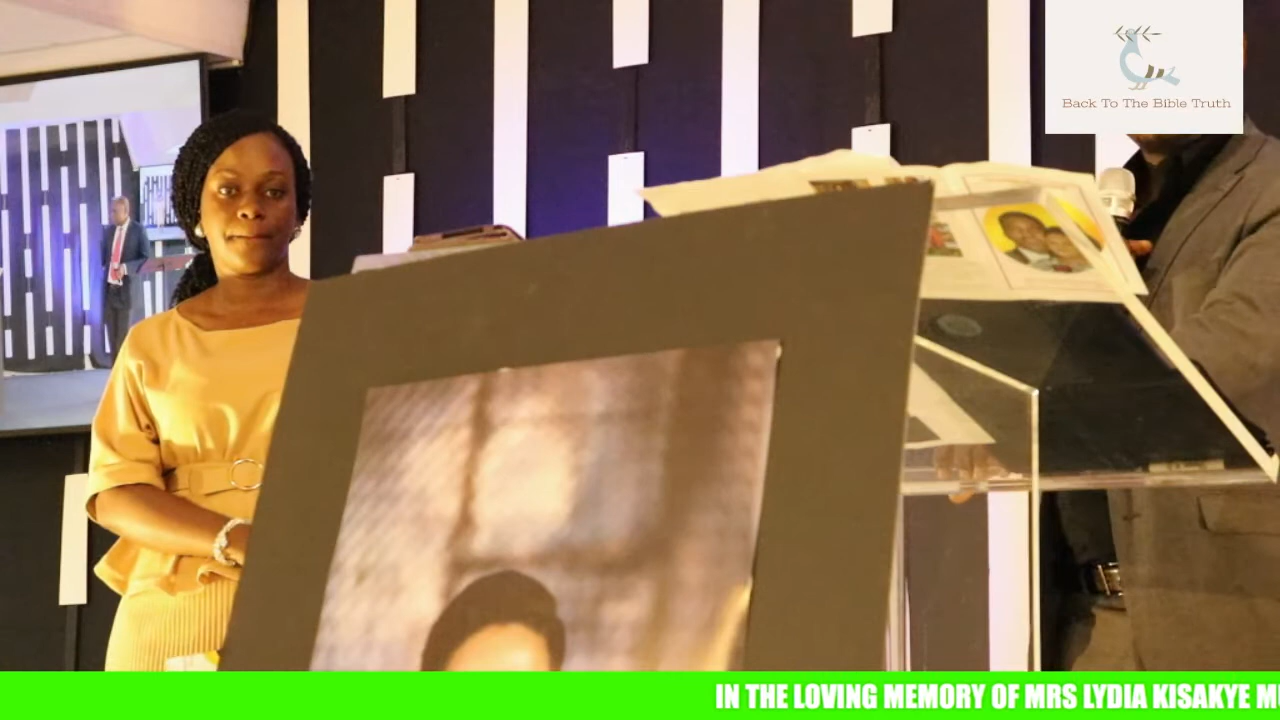 Back To The Bible Truth
IN THE LOVING MEMORY OF MRS LYDIA KISAKYE